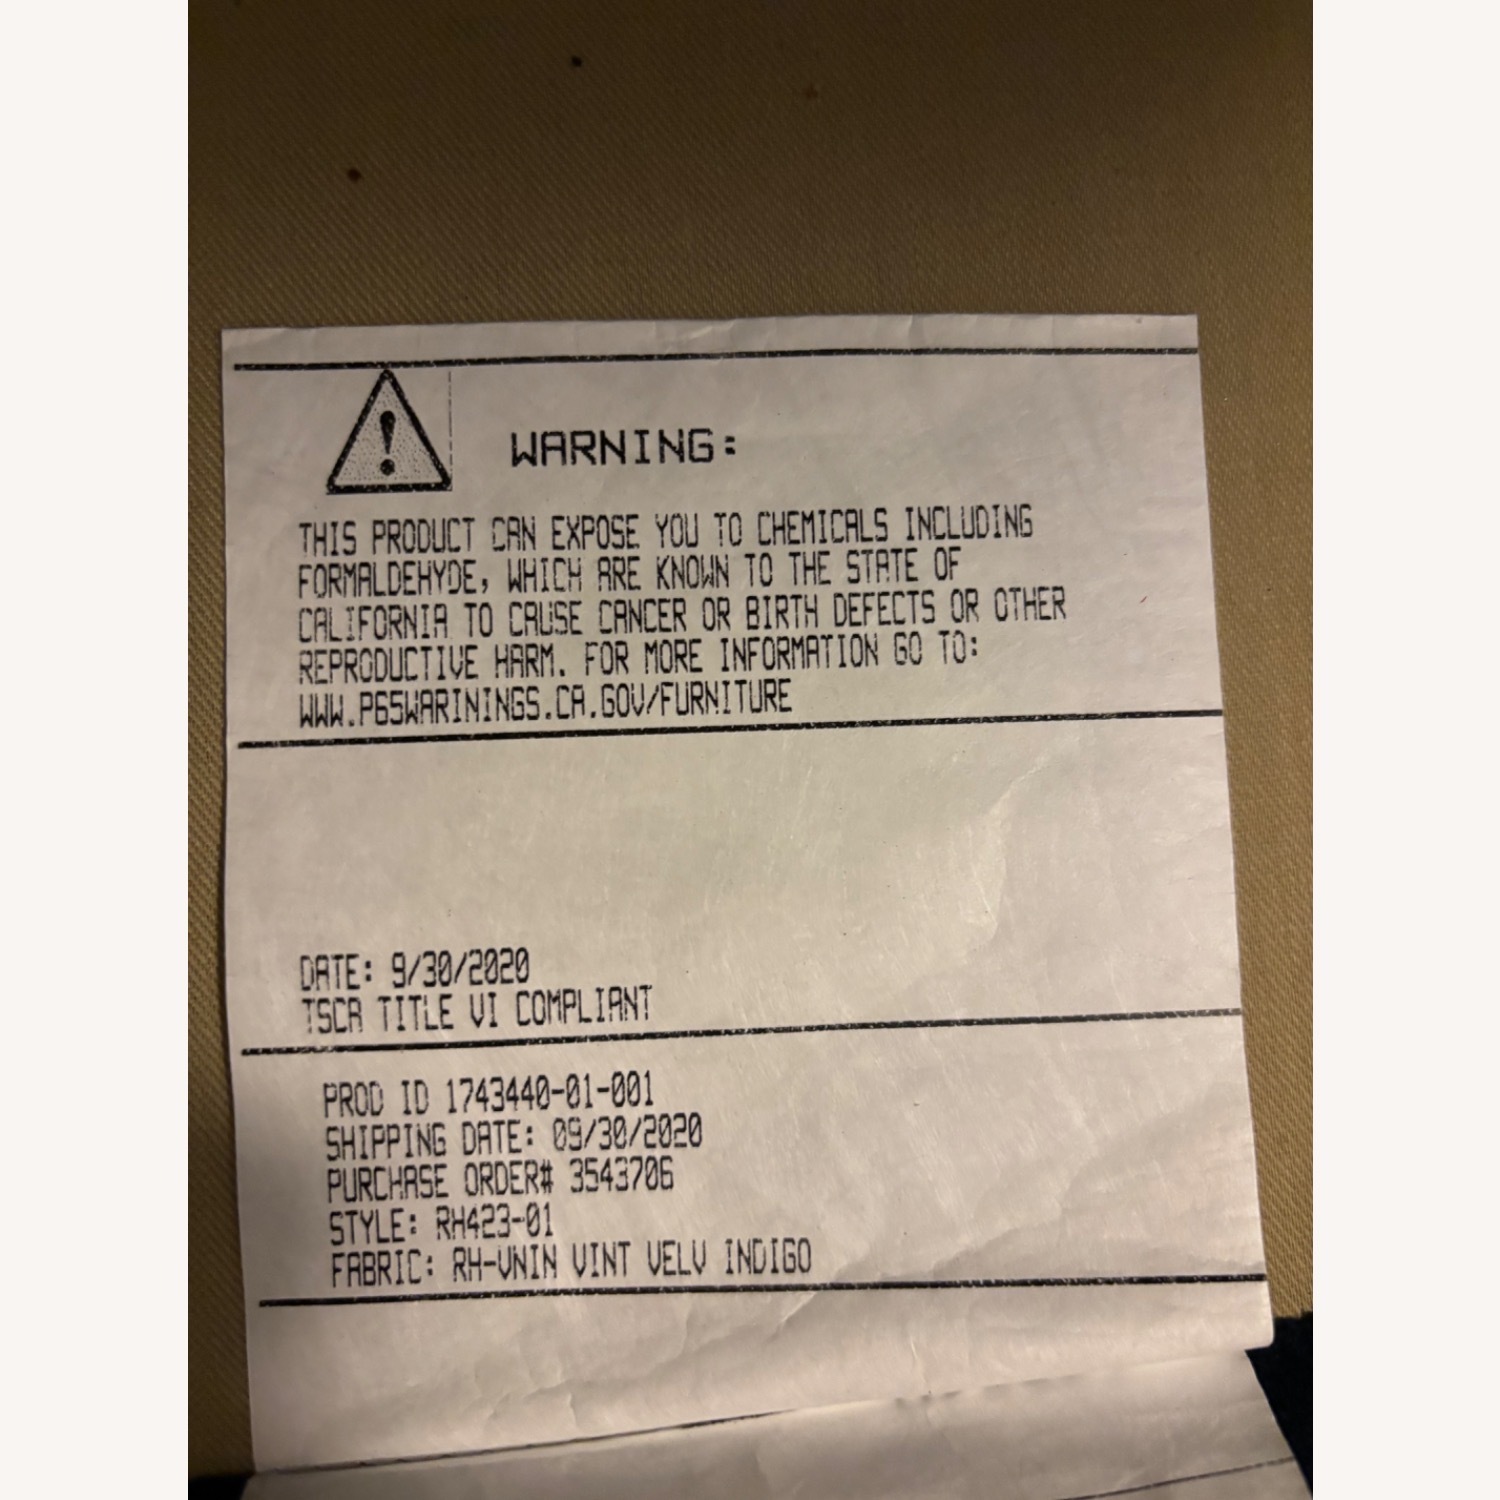 WARNING:
THIS PRODUCT CAN EXPOSE YOU TO CHEMICALS INCLUDING
FORMALDEHYDE, WHICH ARE KNOWN TO THE STATE OF
CALIFORNIA TO CAUSE CANCER OR BIRTH DEFECTS OR OTHER
REPRODUCTIVE HARM. FOR MORE INFORMATION GO TO:
WWW.P65WARININGS.CA.GOV/FURNITURE
DATE: 9/30/2020
TSCA TITLE VI COMPLIANT
PROD ID 1743440-01-001
SHIPPING DATE: 09/30/2020
PURCHASE ORDER# 3543706
STYLE: RH423-01
FABRIC: RH-VNIN VINT VELV INDIGO